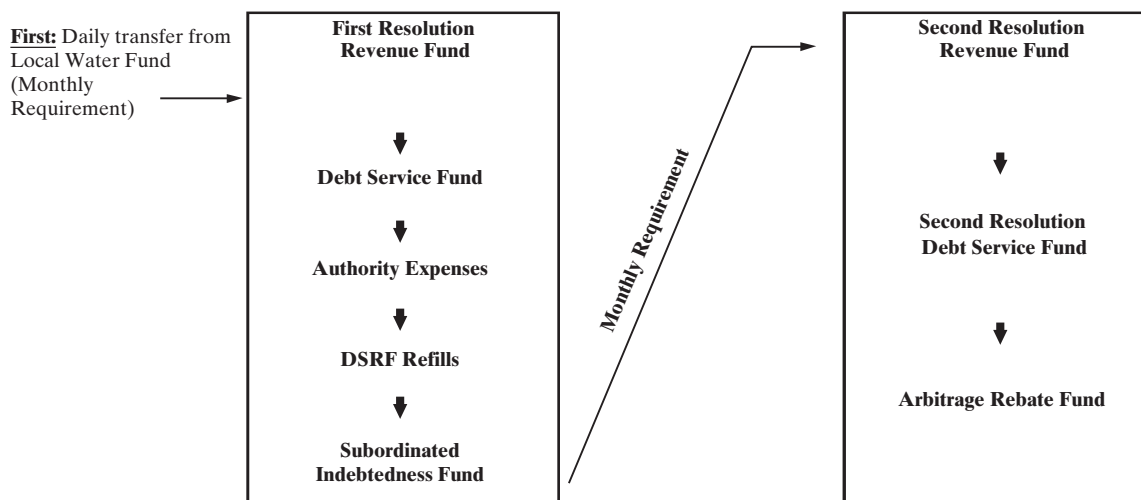 First: Daily transfer from
Local Water Fund
(Monthly
Requirement)
First Resolution
Revenue Fund
Debt Service Fund
Authority Expenses
DSRF Refills
Subordinated
Indebtedness Fund
Monthly Requirement
Second Resolution
Revenue Fund
Second Resolution
Debt Service Fund
Arbitrage Rebate Fund